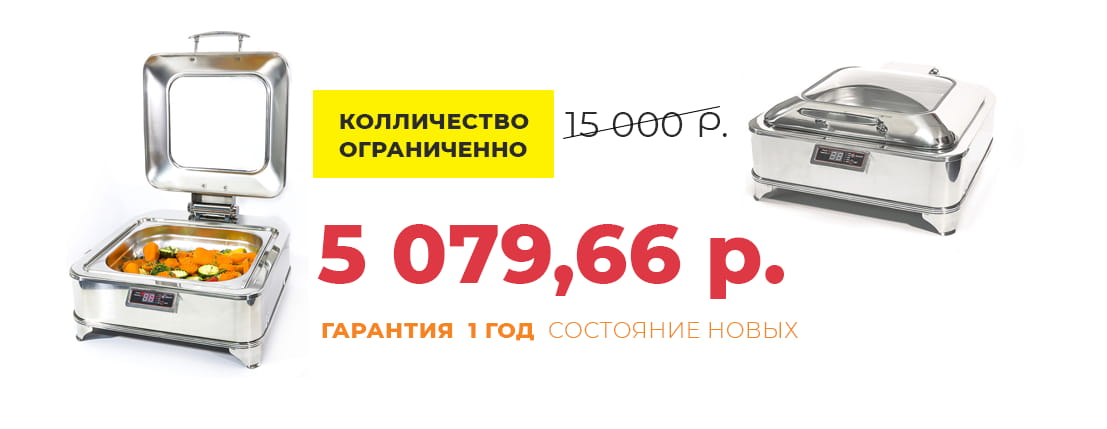 КОЛЛИЧЕСТВО
ОГРАНИЧЕННО
15 000 Р.
5 079,66 р.
ГАРАНТИЯ 1 ГОД СОСТОЯНИЕ НОВЫХ